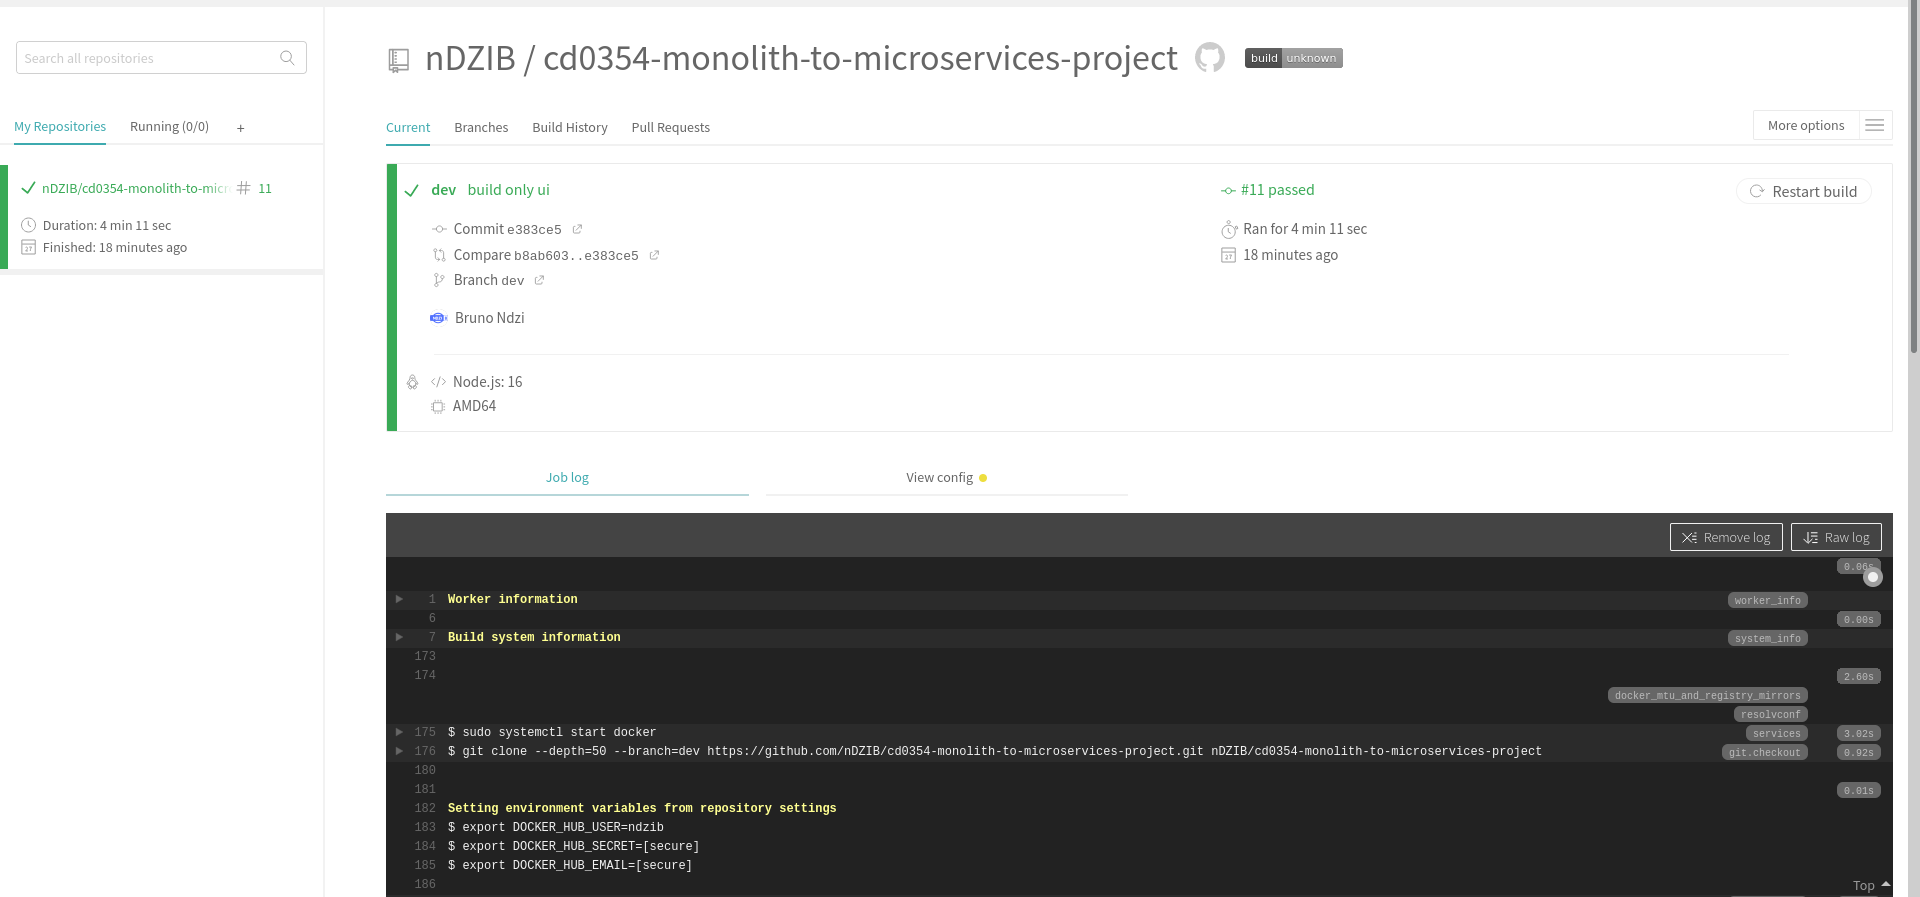 Search all repositories
My Repositories Running (0/0) +
nDZIB/cd0354-monolith-to-micr # 11
Duration: 4 min 11 sec
Finished: 18 minutes ago
nDZIB / cd0354-monolith-to-microservices-project build unknown
Current Branches Build History Pull Requests More options
dev build only ui
Commit e383ce5
Compare b8ab603..e383ce5
Branch dev
Bruno Ndzi
#11 passed
Ran for 4 min 11 sec
18 minutes ago
Restart build
Node.js: 16
AMD64
Job log View config
Remove log Raw log
0.06s
1 Worker information worker_info
6 0.00s
7 Build system information system_info
173
174 2.60s
docker_mtu_and_registry_mirrors
resolvconf
175 $ sudo systemctl start docker services 3.02s
176 $ git clone --depth=50 --branch=dev https://github.com/nDZIB/cd0354-monolith-to-microservices-project.git nDZIB/cd0354-monolith-to-microservices-project git.checkout 0.92s
180
181 0.01s
182 Setting environment variables from repository settings
183 $ export DOCKER_HUB_USER=ndzib
184 $ export DOCKER_HUB_SECRET=[secure]
185 $ export DOCKER_HUB_EMAIL=[secure]
186
Top